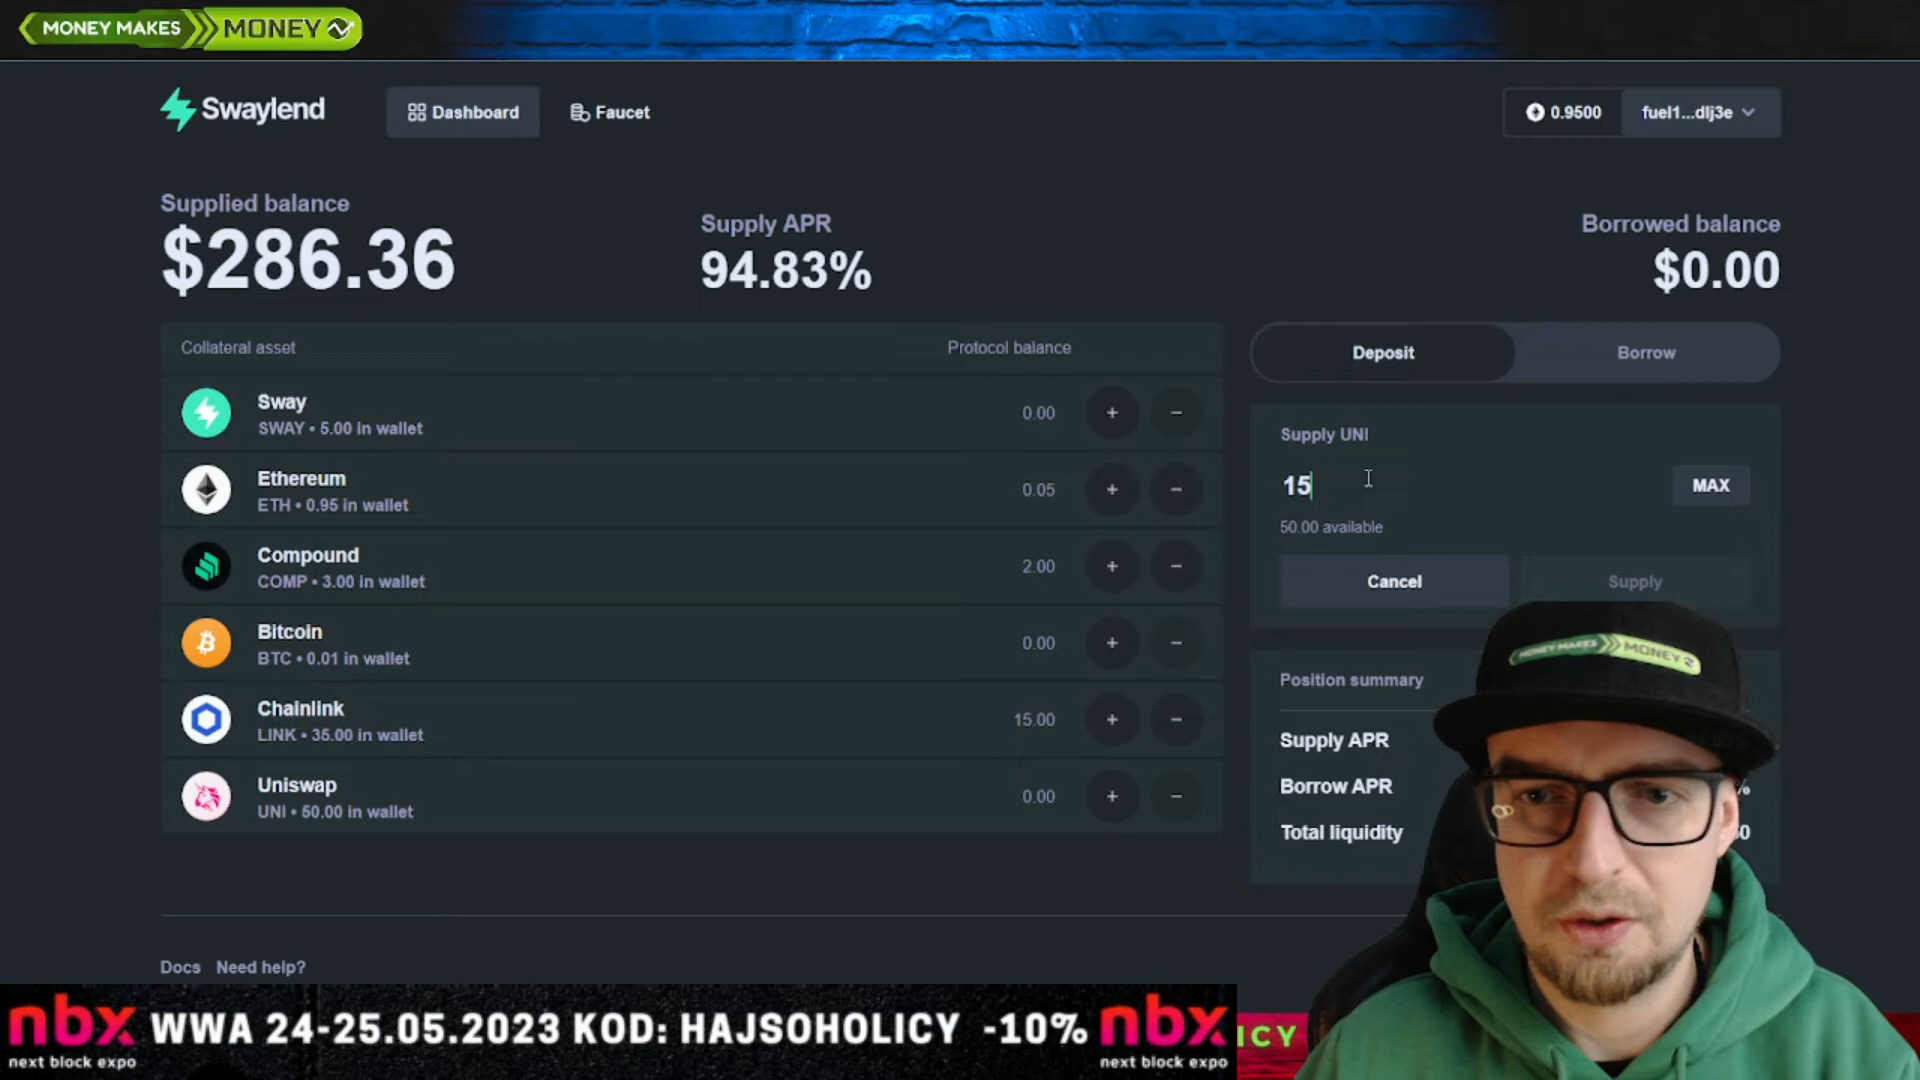 MONEY MAKES MONEY
Swaylend
Dashboard
Faucet
0.9500
fuel1...dlj3e
Supplied balance
$286.36
Supply APR
94.83%
Borrowed balance
$0.00
Collateral asset
Protocol balance
Deposit
Borrow
Sway
SWAY • 5.00 in wallet
0.00
+
−
Supply UNI
15
MAX
50.00 available
Cancel
Supply
Ethereum
ETH • 0.95 in wallet
0.05
+
−
Compound
COMP • 3.00 in wallet
2.00
+
−
Bitcoin
BTC • 0.01 in wallet
0.00
+
−
MONEY MAKES MONEY
Position summary
Chainlink
LINK • 35.00 in wallet
15.00
+
−
Supply APR
Borrow APR
%
Total liquidity
0
Uniswap
UNI • 50.00 in wallet
0.00
+
−
Docs
Need help?
nbx
next block expo
WWA 24-25.05.2023 KOD: HAJSOHOLICY -10%
nbx
next block expo
ICY